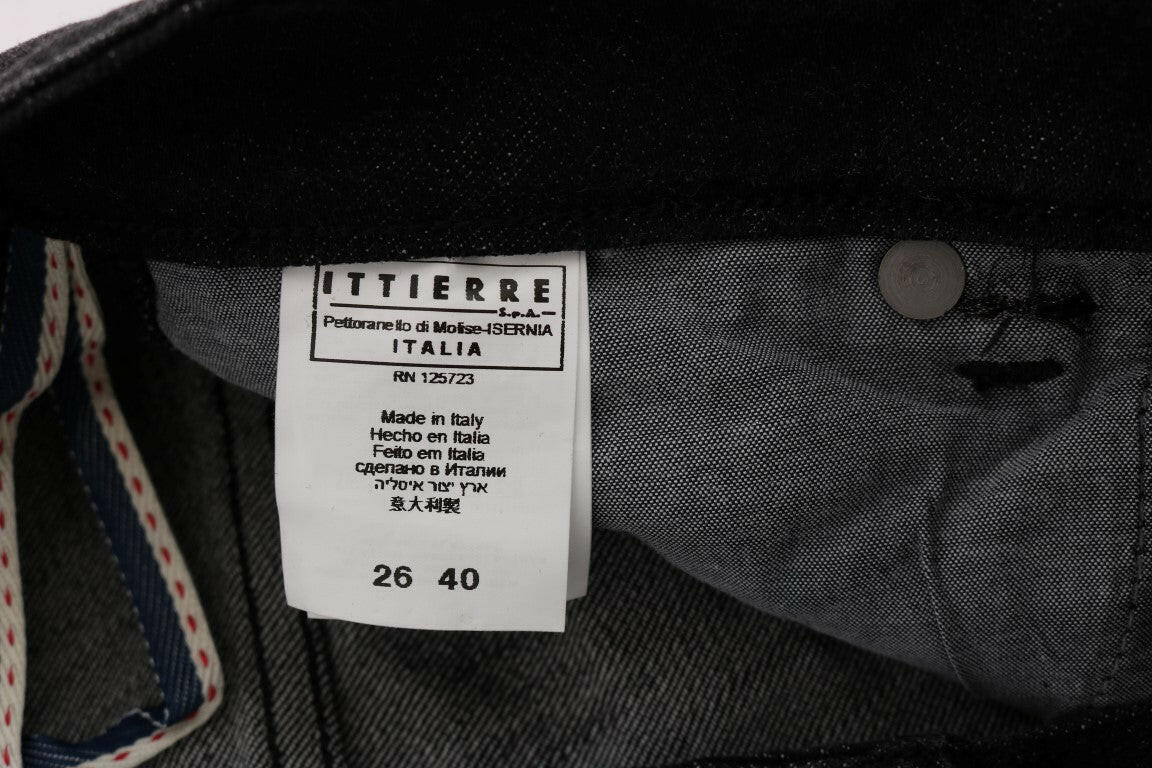 ITTIERRE
S.p.A.
Pettoranello di Molise-ISERNIA
ITALIA
RN 125723
Made in Italy
Hecho en Italia
Feito em Italia
сделано в Италии
ארץ יצור איטליה
意大利製
26 40